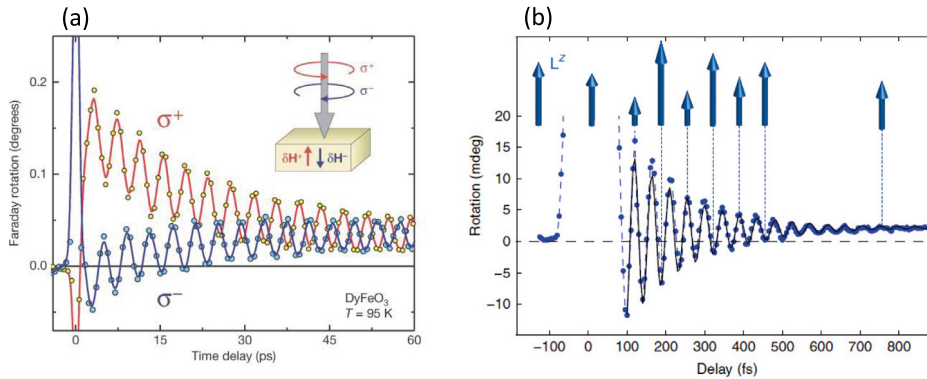 (a)
Faraday rotation (degrees)
0.2
0.1
0.0
σ⁺
σ⁻
σ⁺
σ⁻
δH⁺ δH⁻
DyFeO₃
T = 95 K
0 15 30 45 60
Time delay (ps)
(b)
Lᶻ
Rotation (mdeg)
20
15
10
5
0
−5
−10
−100 0 100 200 300 400 500 600 700 800
Delay (fs)